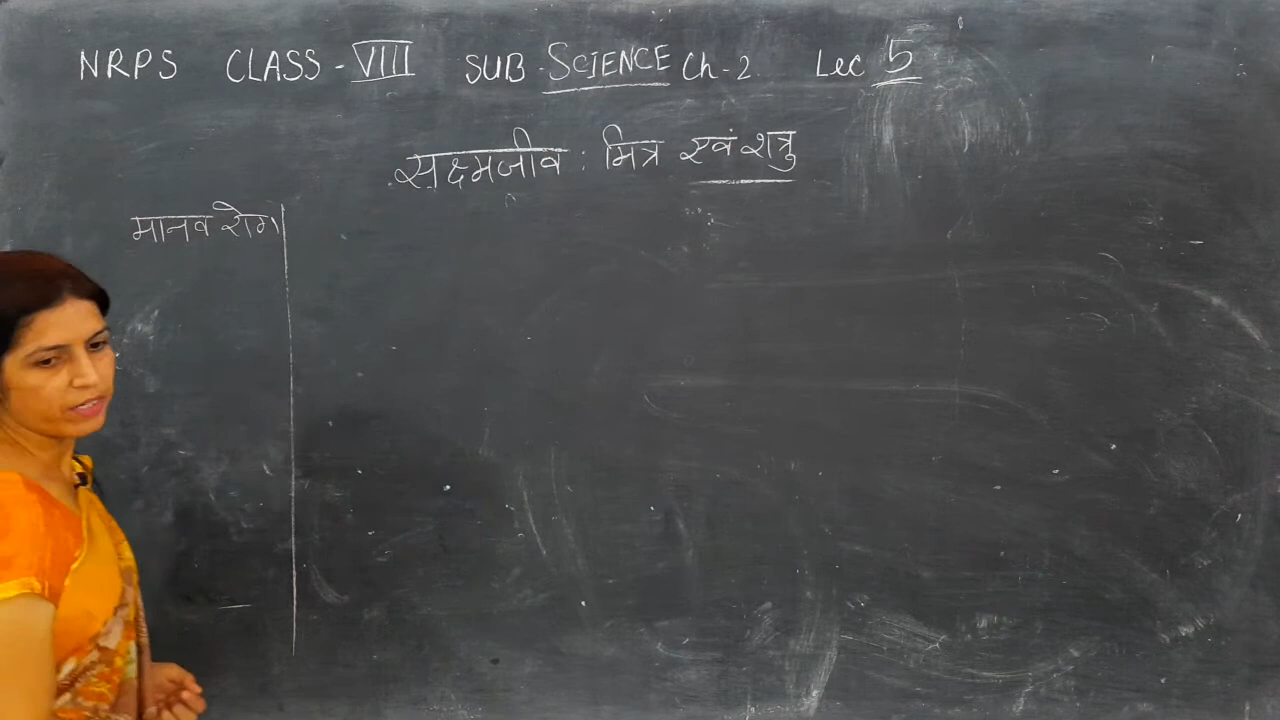 NRPS CLASS - VIII SUB - SCIENCE Ch - 2 Lec 5
सूक्ष्मजीव : मित्र एवं शत्रु
मानव रोग